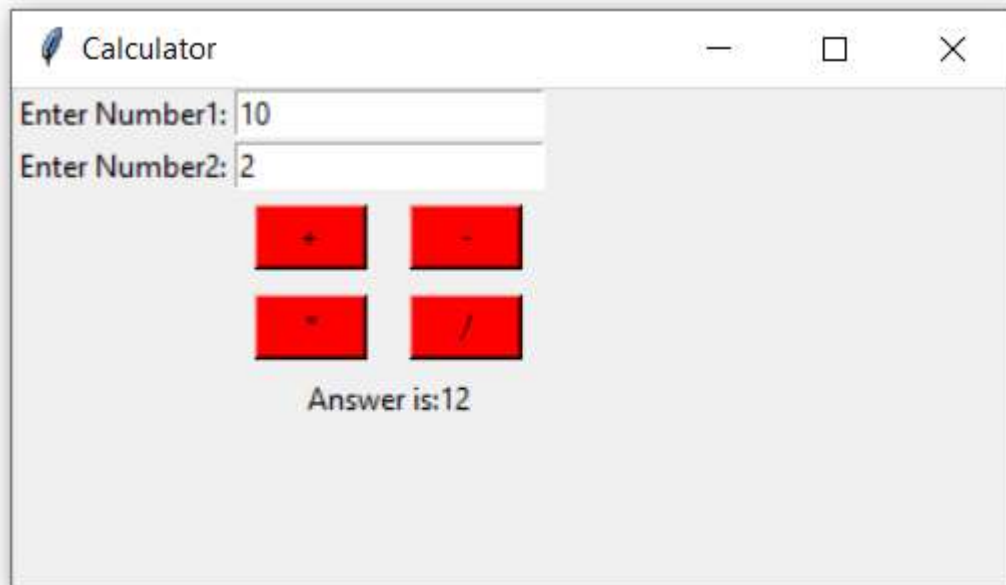 Calculator
Enter Number1: 10
Enter Number2: 2
+ -
* /
Answer is:12